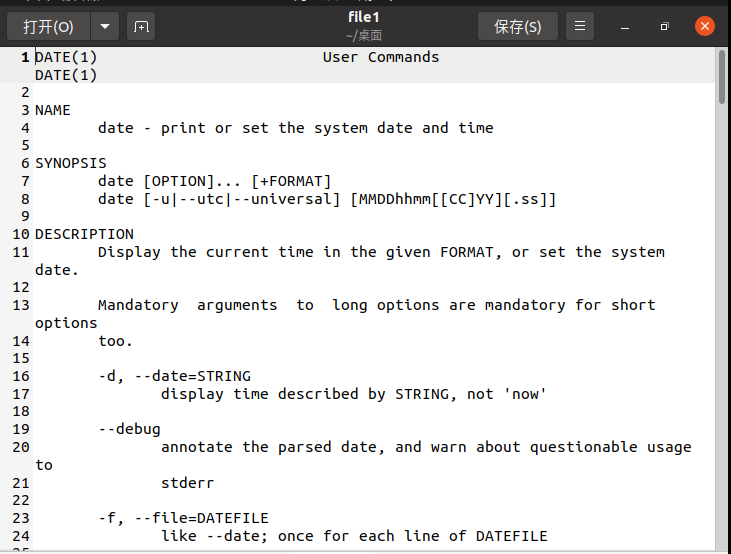 打开(O)
file1
~/桌面
保存(S)
1 DATE(1)                         User Commands
DATE(1)
2
3 NAME
4        date - print or set the system date and time
5
6 SYNOPSIS
7        date [OPTION]... [+FORMAT]
8        date [-u|--utc|--universal] [MMDDhhmm[[CC]YY][.ss]]
9
10 DESCRIPTION
11        Display the current time in the given FORMAT, or set the system
date.
12
13        Mandatory  arguments  to  long options are mandatory for short
options
14        too.
15
16        -d, --date=STRING
17               display time described by STRING, not 'now'
18
19        --debug
20               annotate the parsed date, and warn about questionable usage
to
21               stderr
22
23        -f, --file=DATEFILE
24               like --date; once for each line of DATEFILE